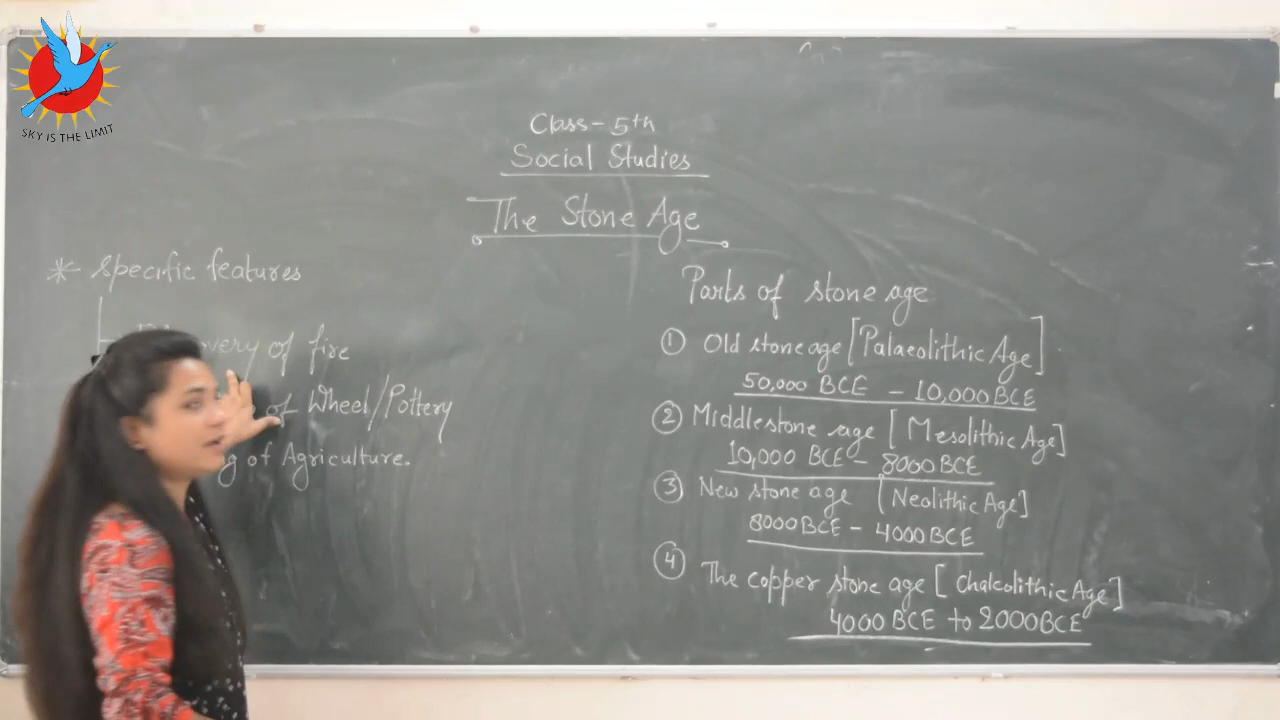 SKY IS THE LIMIT
Class - 5th
Social Studies
The Stone Age
* Specific features
of fire
of Wheel/Pottery
of Agriculture.
Parts of stone age
① Old stone age [Palaeolithic Age]
50,000 BCE - 10,000 BCE
② Middle stone age [Mesolithic Age]
10,000 BCE - 8000 BCE
③ New stone age [Neolithic Age]
8000 BCE - 4000 BCE
④ The copper stone age [Chalcolithic Age]
4000 BCE to 2000 BCE